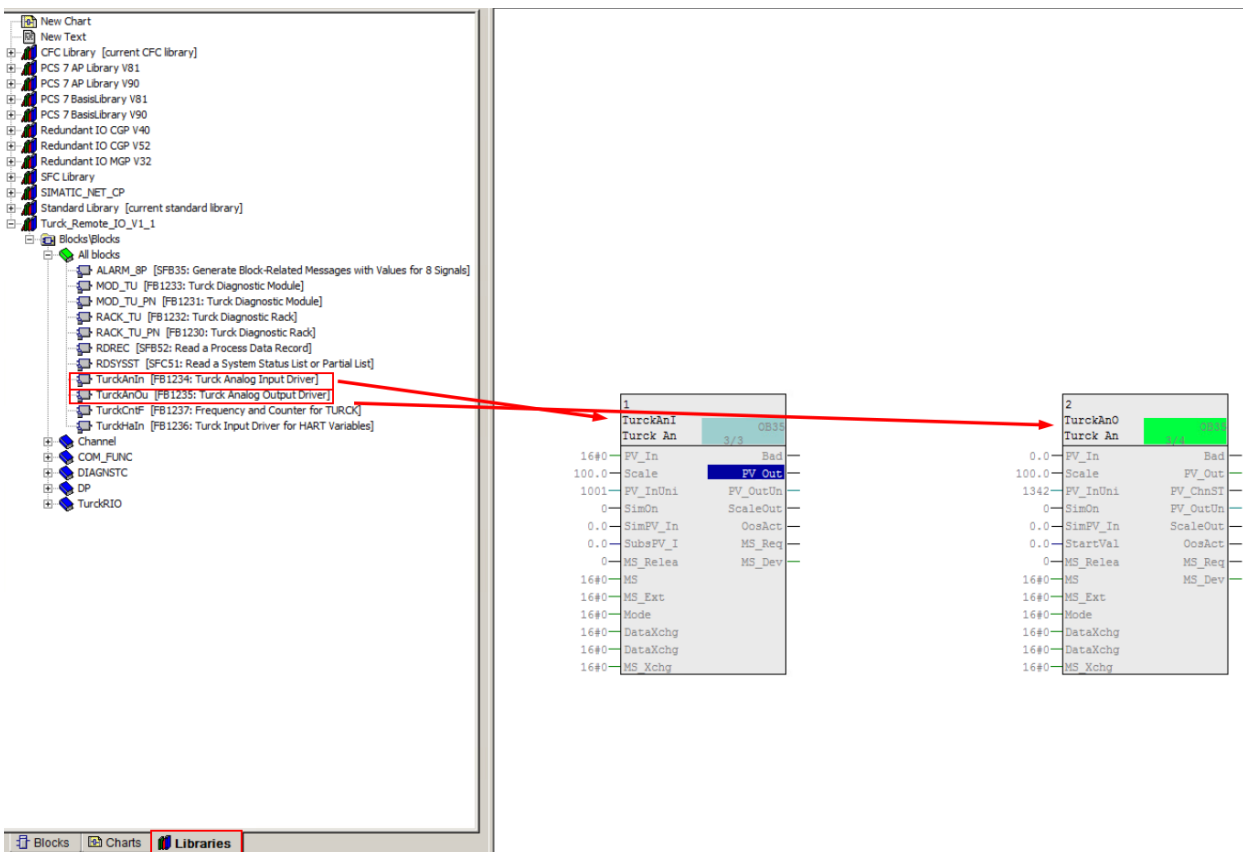 New Chart
New Text
CFC Library [current CFC library]
PCS 7 AP Library V81
PCS 7 AP Library V90
PCS 7 BasisLibrary V81
PCS 7 BasisLibrary V90
Redundant IO CGP V40
Redundant IO CGP V52
Redundant IO MGP V32
SFC Library
SIMATIC_NET_CP
Standard Library [current standard library]
Turck_Remote_IO_V1_1
Blocks\Blocks
All blocks
ALARM_8P [SFB35: Generate Block-Related Messages with Values for 8 Signals]
MOD_TU [FB1233: Turck Diagnostic Module]
MOD_TU_PN [FB1231: Turck Diagnostic Module]
RACK_TU [FB1232: Turck Diagnostic Rack]
RACK_TU_PN [FB1230: Turck Diagnostic Rack]
RDREC [SFB52: Read a Process Data Record]
RDSYSST [SFC51: Read a System Status List or Partial List]
TurckAnIn [FB1234: Turck Analog Input Driver]
TurckAnOu [FB1235: Turck Analog Output Driver]
TurckCntF [FB1237: Frequency and Counter for TURCK]
TurckHaIn [FB1236: Turck Input Driver for HART Variables]
Channel
COM_FUNC
DIAGNSTC
DP
TurckRIO
Blocks Charts Libraries
1
TurckAnI OB35
Turck An 3/3
16#0 PV_In Bad
100.0 Scale PV_Out
1001 PV_InUni PV_OutUn
0 SimOn ScaleOut
0.0 SimPV_In OosAct
0.0 SubsPV_I MS_Req
0 MS_Relea MS_Dev
16#0 MS
16#0 MS_Ext
16#0 Mode
16#0 DataXchg
16#0 DataXchg
16#0 MS_Xchg
2
TurckAnO OB35
Turck An 3/4
0.0 PV_In Bad
100.0 Scale PV_Out
1342 PV_InUni PV_ChnST
0 SimOn PV_OutUn
0.0 SimPV_In ScaleOut
0.0 StartVal OosAct
0 MS_Relea MS_Req
16#0 MS MS_Dev
16#0 MS_Ext
16#0 Mode
16#0 DataXchg
16#0 DataXchg
16#0 MS_Xchg